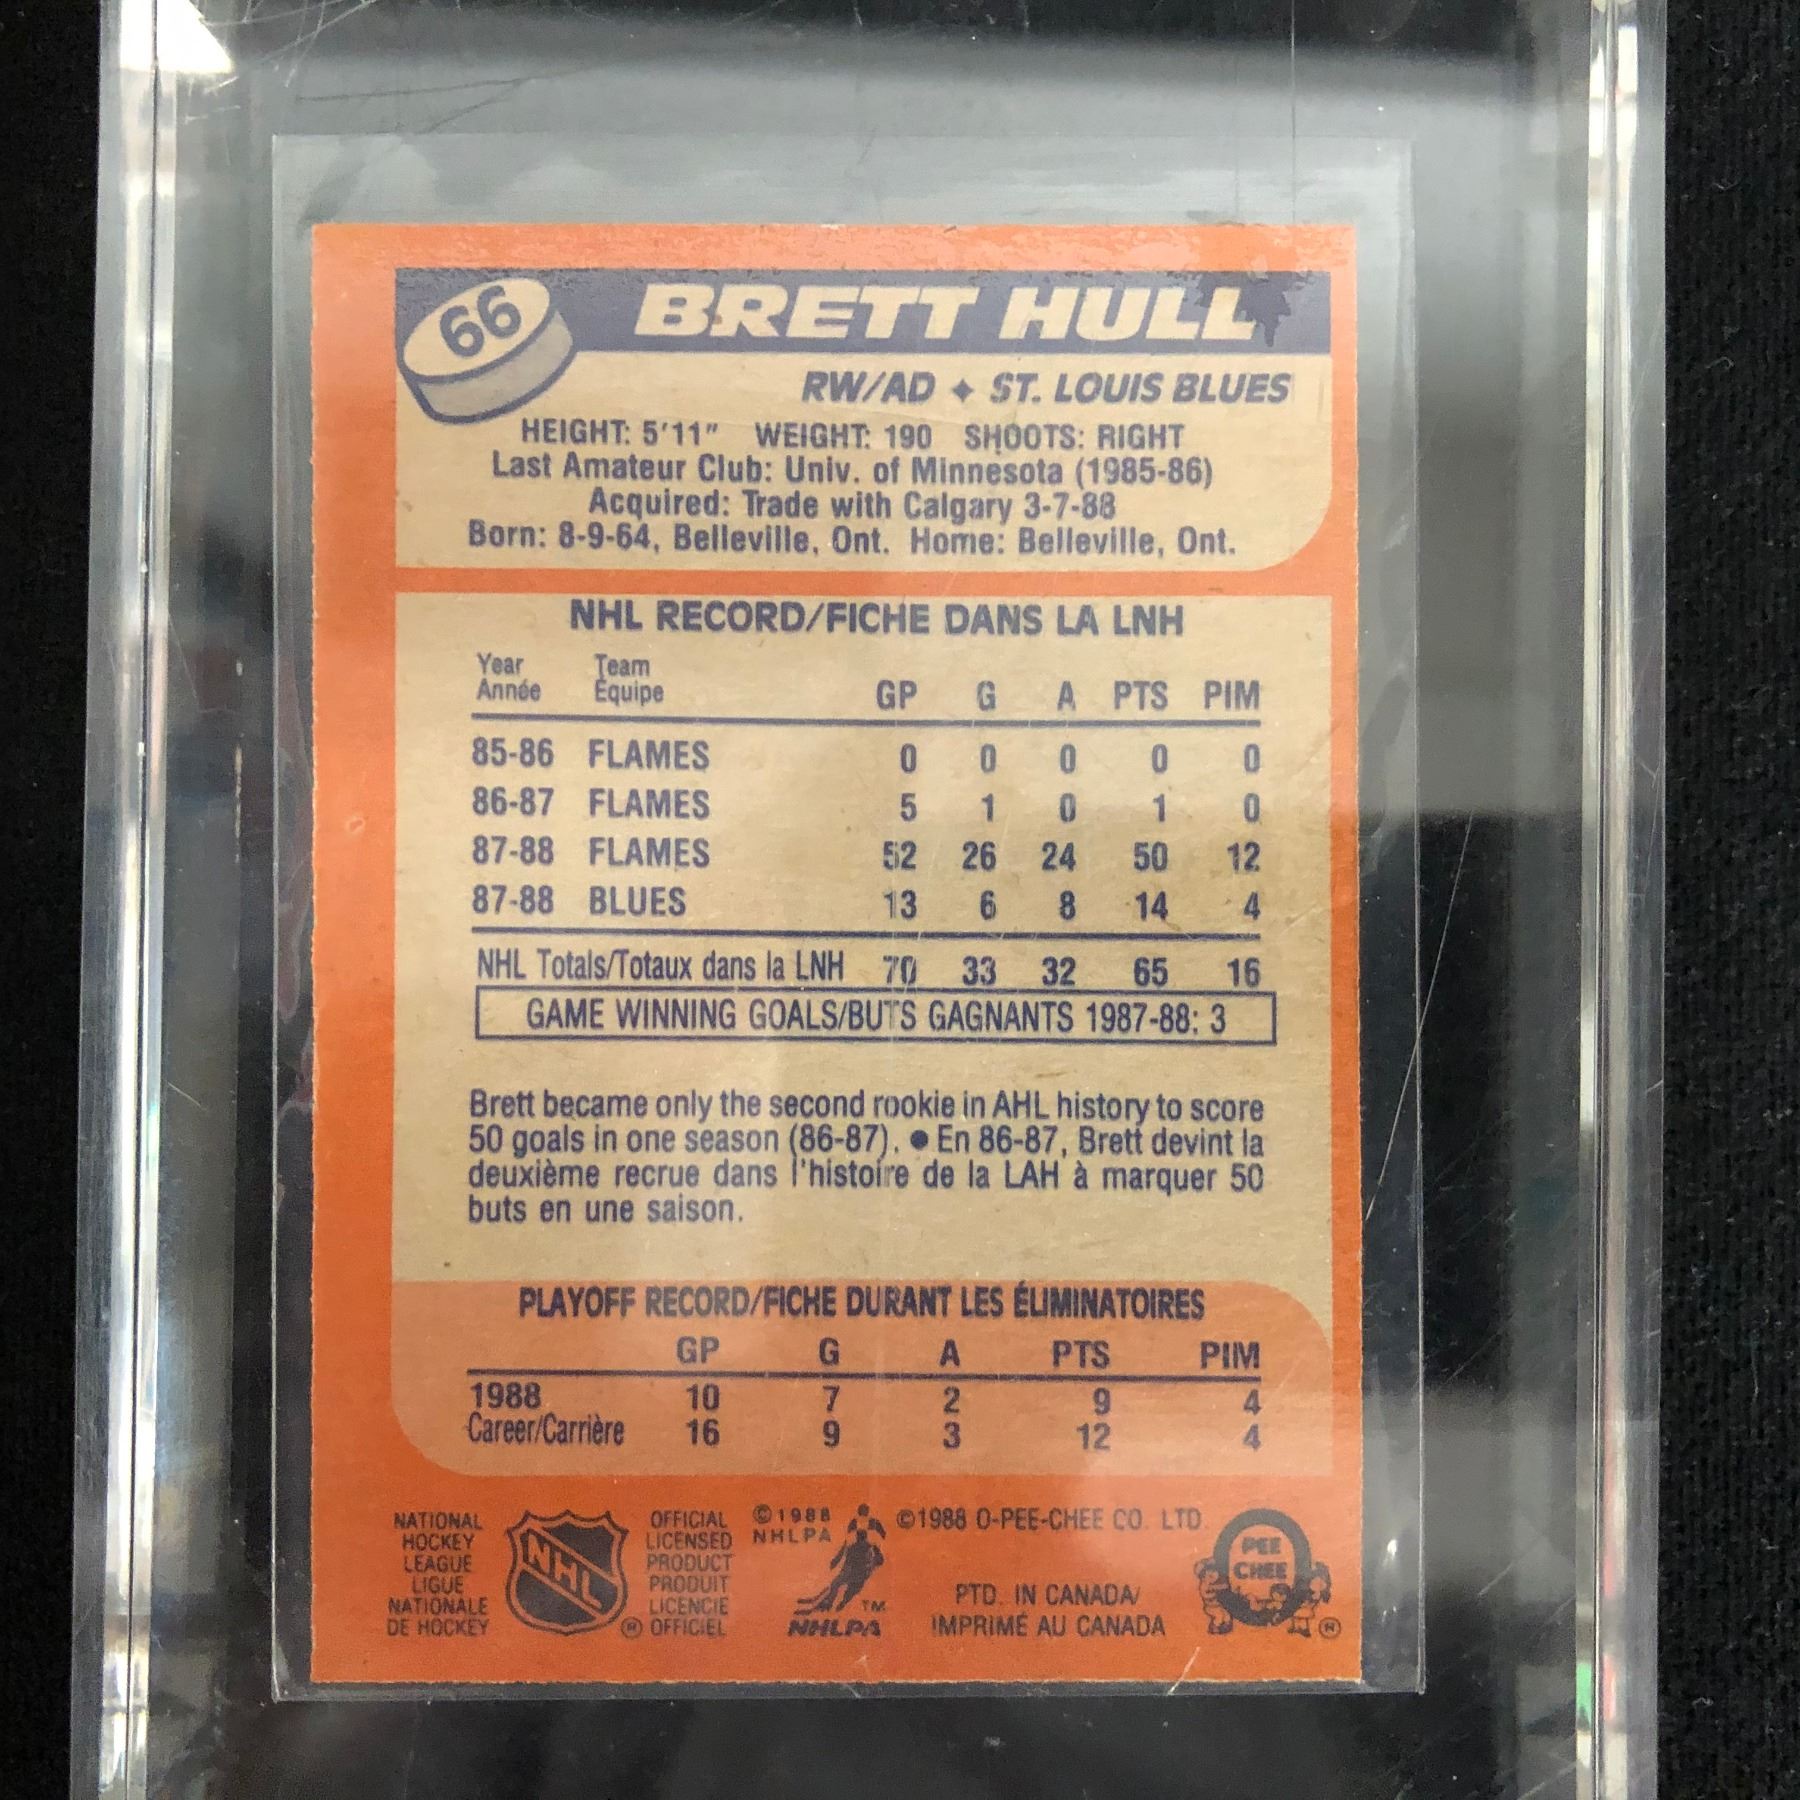 66
BRETT HULL
RW/AD ✦ ST. LOUIS BLUES
HEIGHT: 5'11" WEIGHT: 190 SHOOTS: RIGHT
Last Amateur Club: Univ. of Minnesota (1985-86)
Acquired: Trade with Calgary 3-7-88
Born: 8-9-64, Belleville, Ont. Home: Belleville, Ont.
NHL RECORD/FICHE DANS LA LNH
Year Team
Année Équipe GP G A PTS PIM
85-86 FLAMES 0 0 0 0 0
86-87 FLAMES 5 1 0 1 0
87-88 FLAMES 52 26 24 50 12
87-88 BLUES 13 6 8 14 4
NHL Totals/Totaux dans la LNH 70 33 32 65 16
GAME WINNING GOALS/BUTS GAGNANTS 1987-88: 3
Brett became only the second rookie in AHL history to score
50 goals in one season (86-87). ● En 86-87, Brett devint la
deuxième recrue dans l'histoire de la LAH à marquer 50
buts en une saison.
PLAYOFF RECORD/FICHE DURANT LES ÉLIMINATOIRES
GP G A PTS PIM
1988 10 7 2 9 4
Career/Carrière 16 9 3 12 4
NATIONAL
HOCKEY
LEAGUE
LIGUE
NATIONALE
DE HOCKEY
NHL
®
OFFICIAL
LICENSED
PRODUCT
PRODUIT
LICENCIE
OFFICIEL
©1988
NHLPA
TM
NHLPA
©1988 O-PEE-CHEE CO. LTD.
PTD. IN CANADA/
IMPRIMÉ AU CANADA
PEE
CHEE
®